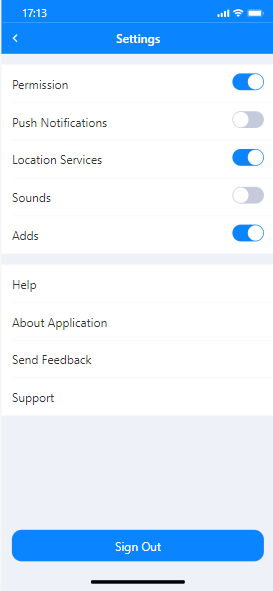 17:13
Settings
Permission
Push Notifications
Location Services
Sounds
Adds
Help
About Application
Send Feedback
Support
Sign Out